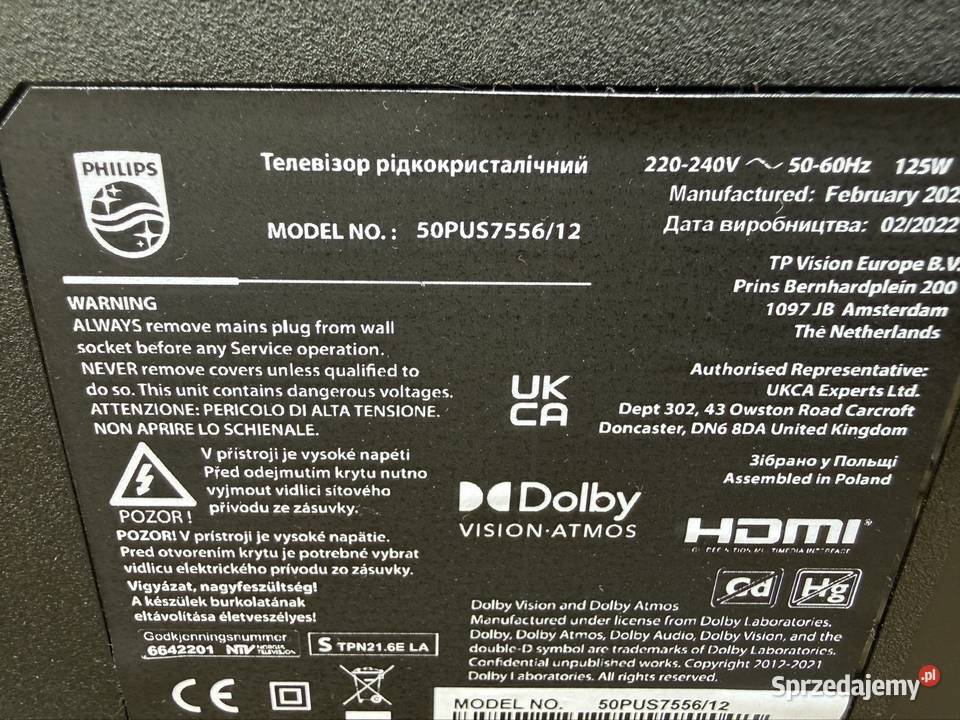 PHILIPS
Телевізор рідкокристалічний
MODEL NO. : 50PUS7556/12
220-240V 50-60Hz 125W
Manufactured: February 202
Дата виробництва: 02/2022
TP Vision Europe B.V.
Prins Bernhardplein 200
1097 JB Amsterdam
The Netherlands
WARNING
ALWAYS remove mains plug from wall
socket before any Service operation.
NEVER remove covers unless qualified to
do so. This unit contains dangerous voltages.
ATTENZIONE: PERICOLO DI ALTA TENSIONE.
NON APRIRE LO SCHIENALE.
UK
CA
Authorised Representative:
UKCA Experts Ltd.
Dept 302, 43 Owston Road Carcroft
Doncaster, DN6 8DA United Kingdom
V přístroji je vysoké napětí
Před odejmutím krytu nutno
vyjmout vidlici síťového
přívodu ze zásuvky.
POZOR !
POZOR! V prístroji je vysoké napätie.
Pred otvorením krytu je potrebné vybrat
vidlicu elektrického prívodu zo zásuvky.
Vigyázat, nagyfeszültség!
A készülek burkolatának
eltávolítása életveszélyes!
Зібрано у Польщі
Assembled in Poland
Dolby
VISION·ATMOS
HDMI
Cd Hg
Godkjenningsnummer
6642201 NTV NORGES TELEVISION
S TPN21.6E LA
Dolby Vision and Dolby Atmos
Manufactured under license from Dolby Laboratories.
Dolby, Dolby Atmos, Dolby Audio, Dolby Vision, and the
double-D symbol are trademarks of Dolby Laboratories.
Confidential unpublished works. Copyright 2012-2021
Dolby Laboratories. All rights reserved.
CE
MODEL NO. 50PUS7556/12
Sprzedajemy.pl